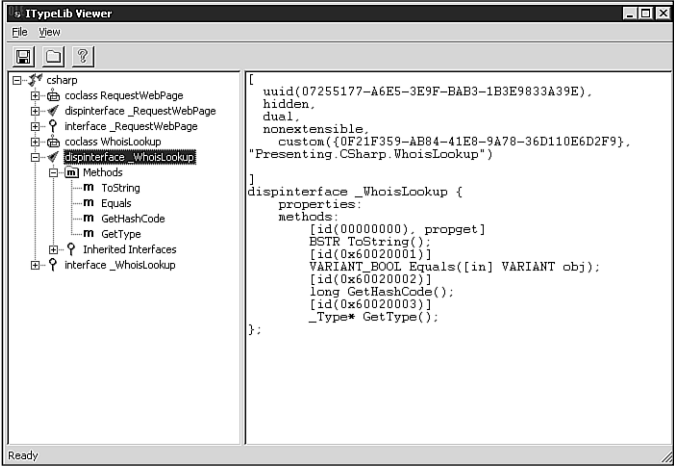 ITypeLib Viewer
File View
csharp
coclass RequestWebPage
dispinterface _RequestWebPage
interface _RequestWebPage
coclass WhoisLookup
dispinterface _WhoisLookup
m Methods
m ToString
m Equals
m GetHashCode
m GetType
Inherited Interfaces
interface _WhoisLookup
[
uuid(07255177-A6E5-3E9F-BAB3-1B3E9833A39E),
hidden,
dual,
nonextensible,
custom({0F21F359-AB84-41E8-9A78-36D110E6D2F9},
"Presenting.CSharp.WhoisLookup")
]
dispinterface _WhoisLookup {
properties:
methods:
[id(00000000), propget]
BSTR ToString();
[id(0x60020001)]
VARIANT_BOOL Equals([in] VARIANT obj);
[id(0x60020002)]
long GetHashCode();
[id(0x60020003)]
_Type* GetType();
};
Ready